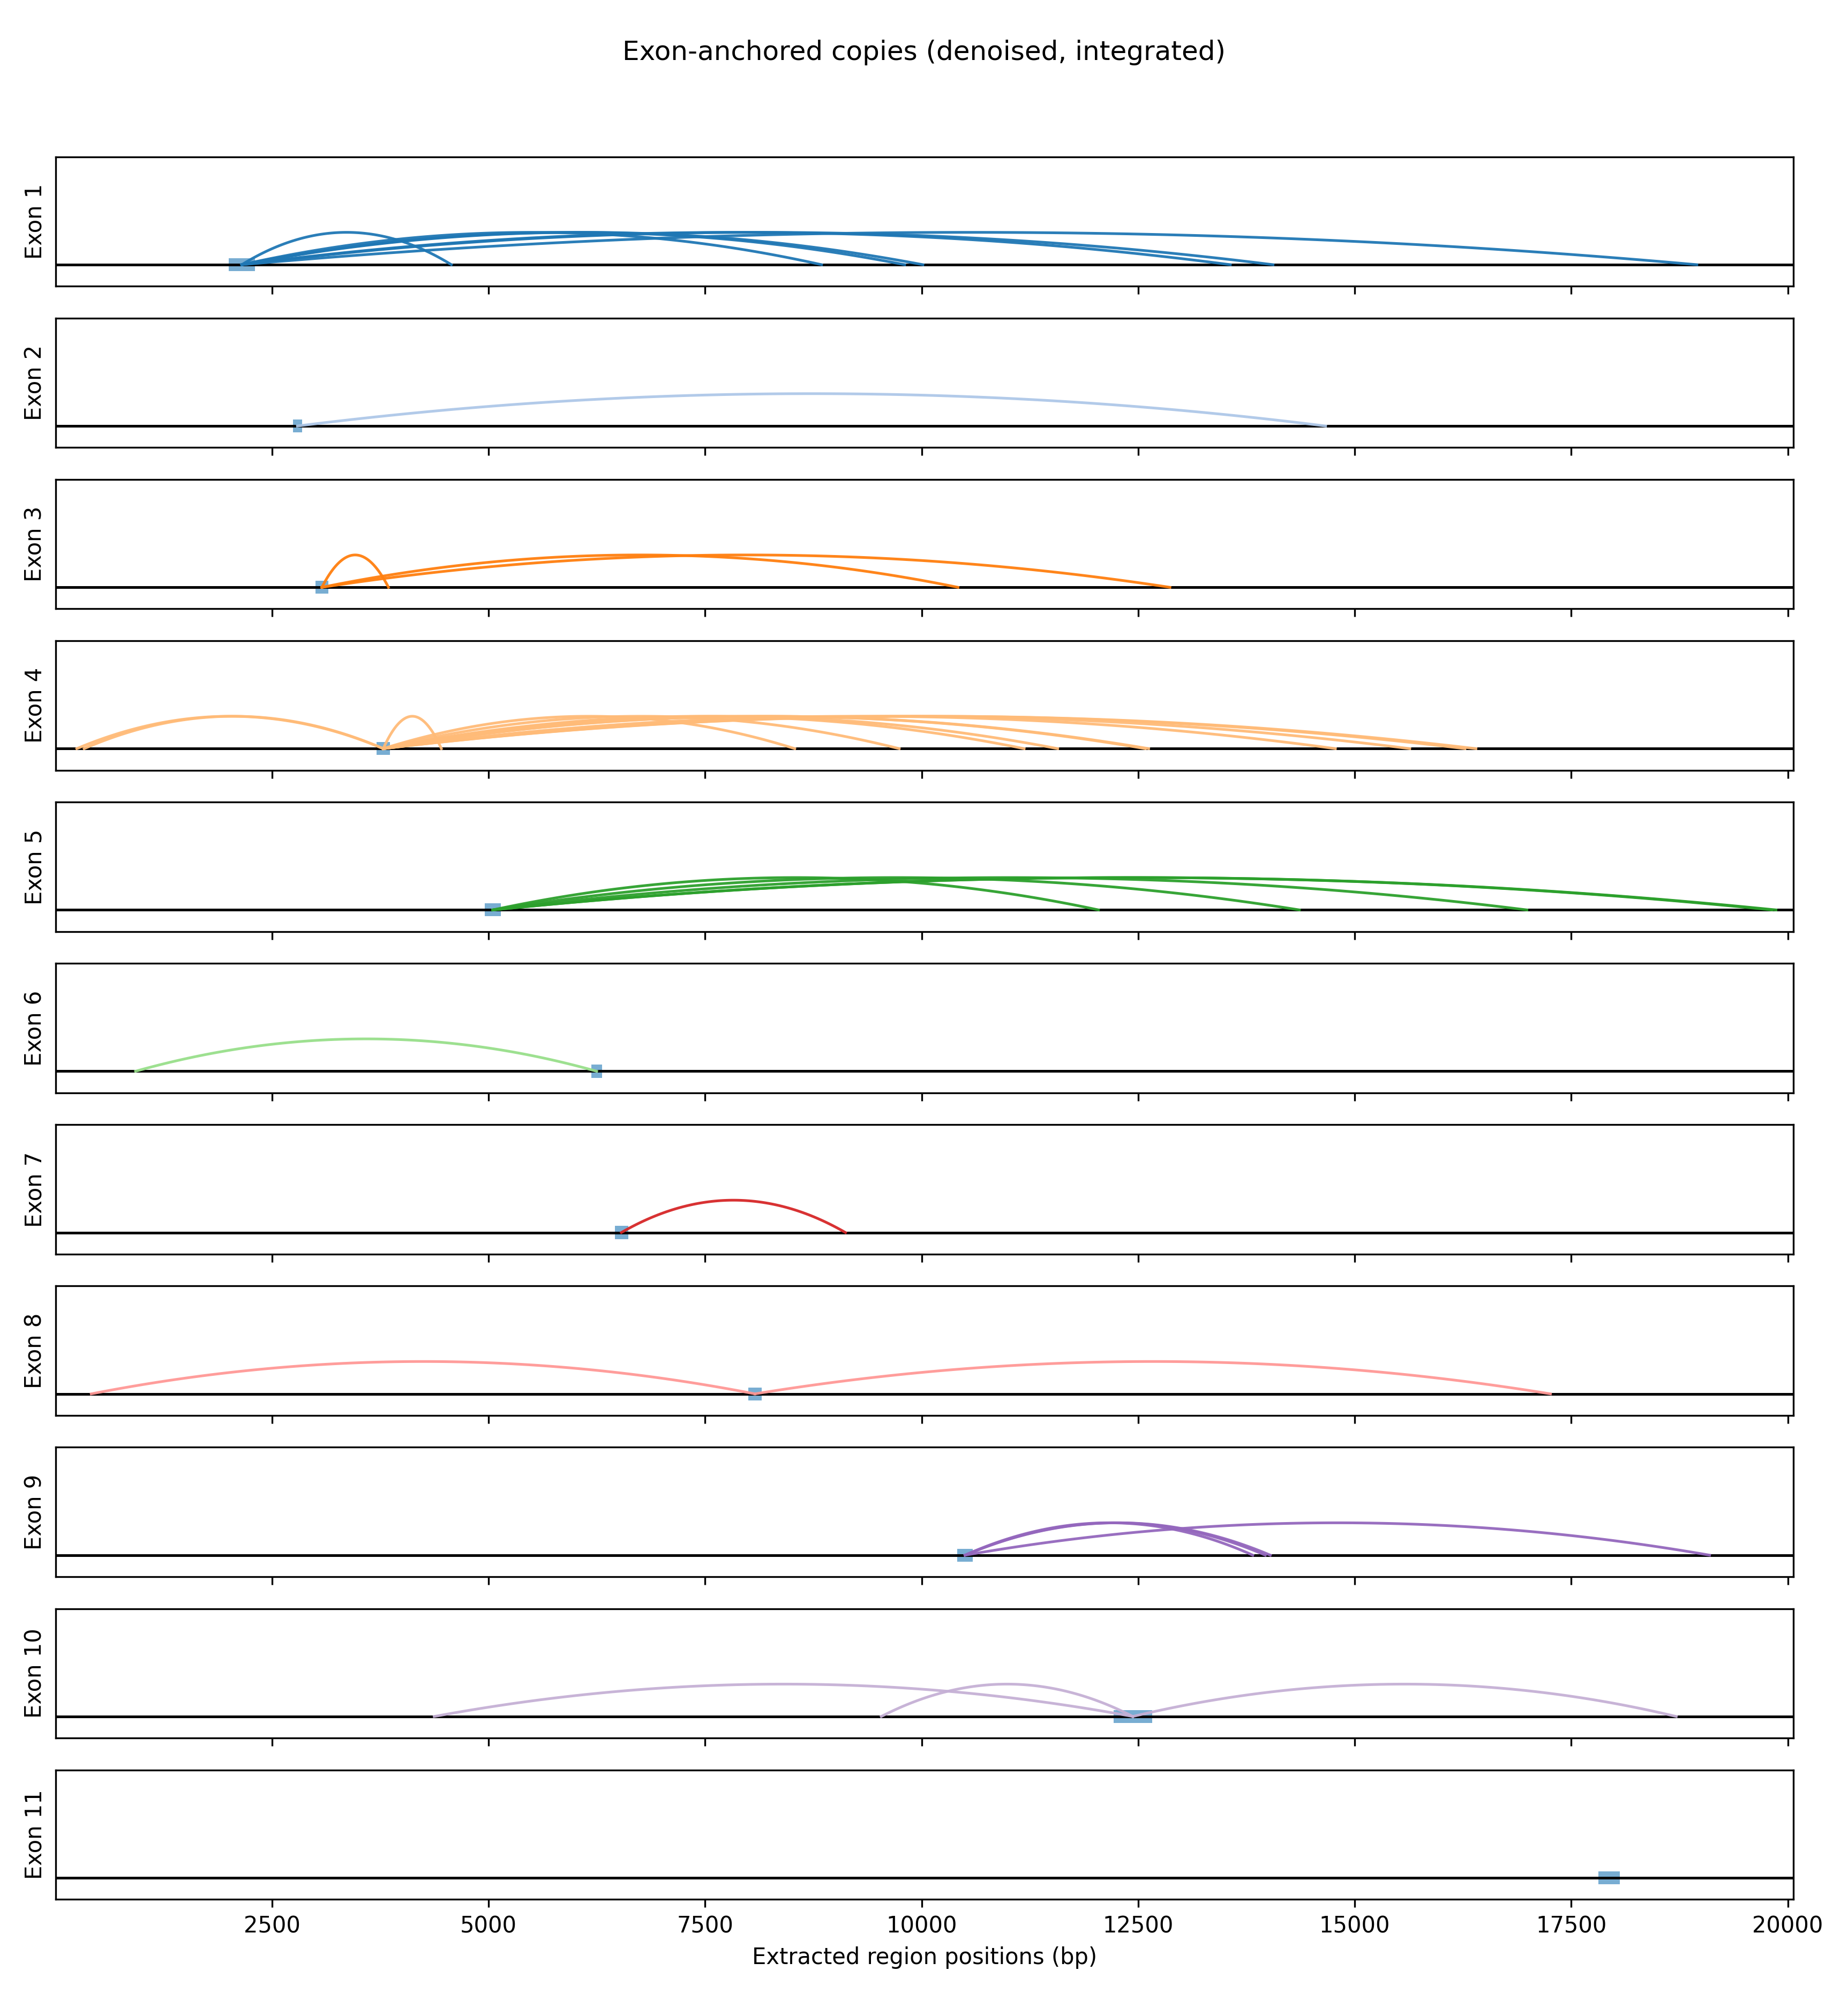 Exon-anchored copies (denoised, integrated)
Exon 1
Exon 2
Exon 3
Exon 4
Exon 5
Exon 6
Exon 7
Exon 8
Exon 9
Exon 10
Exon 11
2500 5000 7500 10000 12500 15000 17500 20000
Extracted region positions (bp)